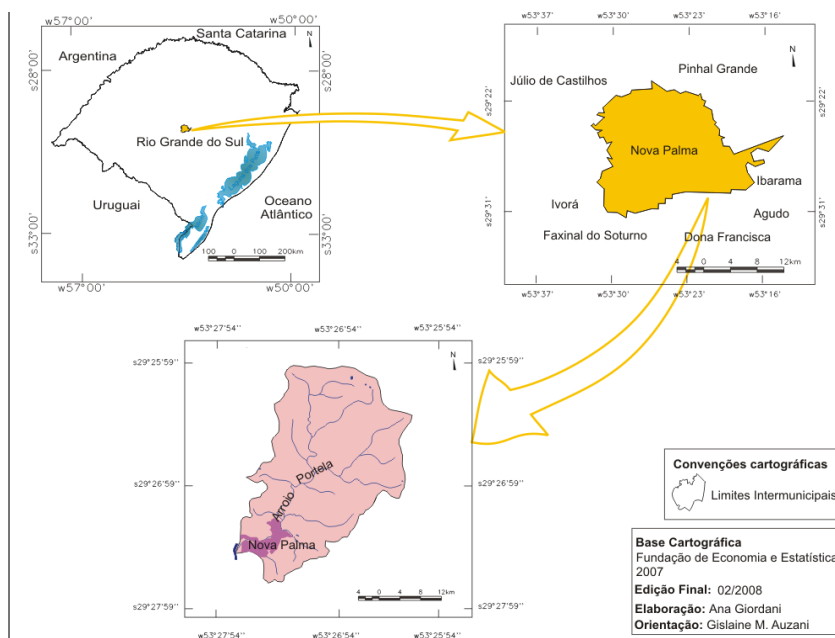 w57°00'
w50°00'
Santa Catarina
N
Argentina
s28°00'
s28°00'
Rio Grande do Sul
Uruguai
Oceano
Atlântico
s33°00'
s33°00'
100 0 100 200km
w57°00'
w50°00'
w53°37' w53°30' w53°23' w53°16'
Pinhal Grande
N
Júlio de Castilhos
s29°22'
s29°22'
Nova Palma
Ibarama
Ivorá
s29°31'
s29°31'
Agudo
Faxinal do Soturno
Dona Francisca
4 0 4 8 12km
w53°37' w53°30' w53°23' w53°16'
w53°27'54'' w53°26'54'' w53°25'54''
s29°25'59'' s29°25'59''
N
Arroio Portela
s29°26'59'' s29°26'59''
Nova Palma
4 0 4 8 12km
s29°27'59'' s29°27'59''
w53°27'54'' w53°26'54'' w53°25'54''
Convenções cartográficas
Limites Intermunicipais
Base Cartográfica
Fundação de Economia e Estatística
2007
Edição Final: 02/2008
Elaboração: Ana Giordani
Orientação: Gislaine M. Auzani